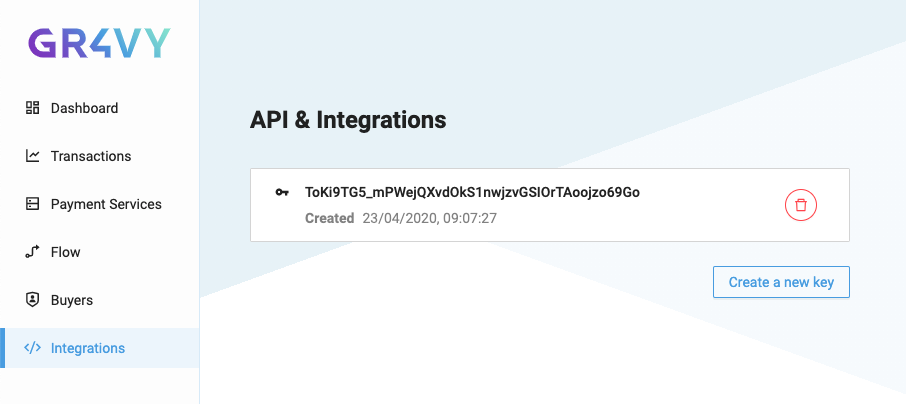 GR4VY
Dashboard
Transactions
Payment Services
Flow
Buyers
Integrations
API & Integrations
ToKi9TG5_mPWejQXvdOkS1nwjzvGSIOrTAoojzo69Go
Created 23/04/2020, 09:07:27
Create a new key